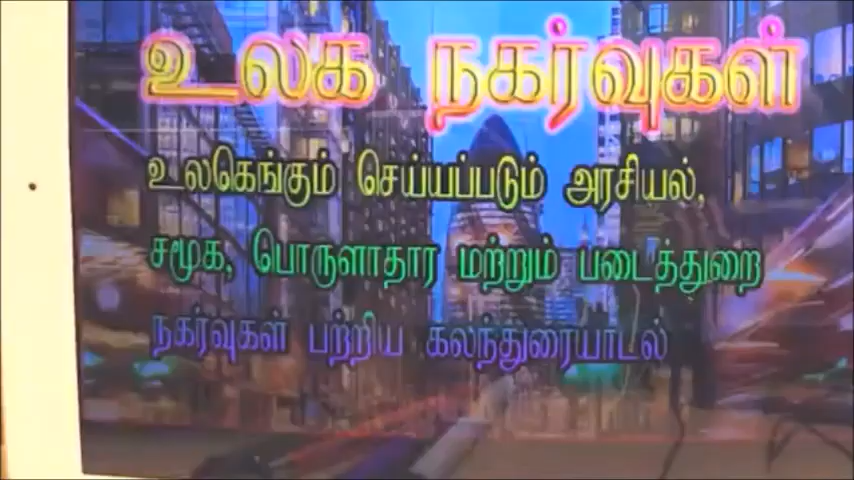 உலக நகர்வுகள்
உலகெங்கும் செய்யப்படும் அரசியல்,
சமூக, பொருளாதார மற்றும் படைத்துறை
நகர்வுகள் பற்றிய கலந்துரையாடல்